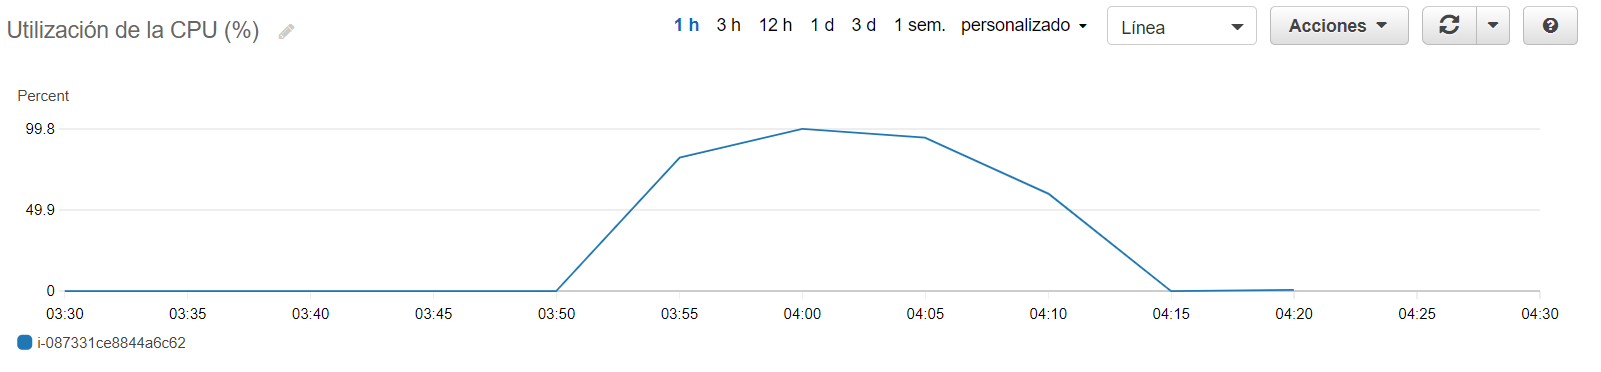 Utilización de la CPU (%)
1 h 3 h 12 h 1 d 3 d 1 sem. personalizado
Línea
Acciones
?
Percent
99.8
49.9
0
03:30 03:35 03:40 03:45 03:50 03:55 04:00 04:05 04:10 04:15 04:20 04:25 04:30
i-087331ce8844a6c62